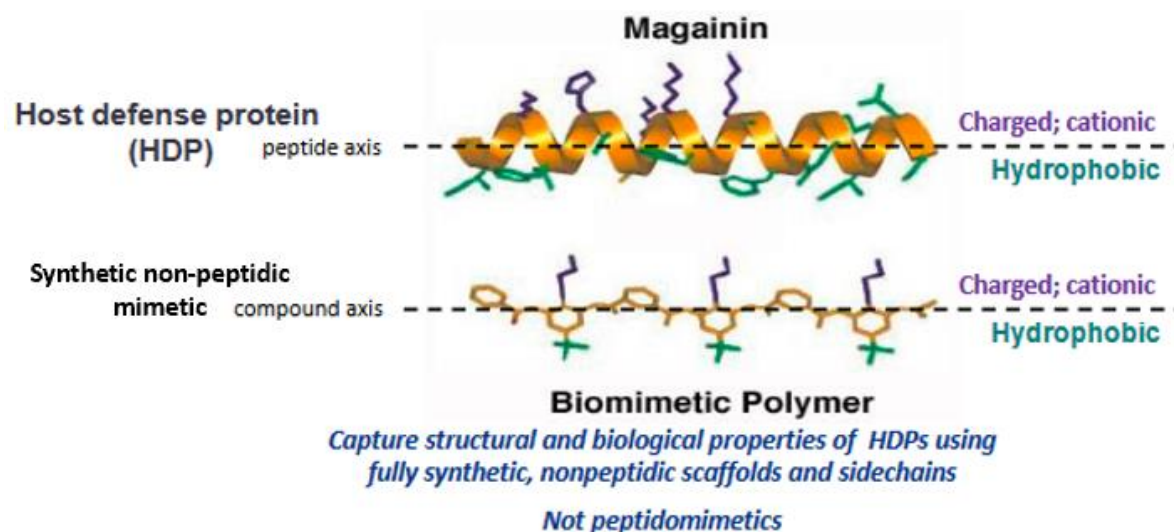 Magainin
Host defense protein
(HDP)
peptide axis
Charged; cationic
Hydrophobic
Synthetic non-peptidic
mimetic
compound axis
Charged; cationic
Hydrophobic
Biomimetic Polymer
Capture structural and biological properties of HDPs using
fully synthetic, nonpeptidic scaffolds and sidechains
Not peptidomimetics